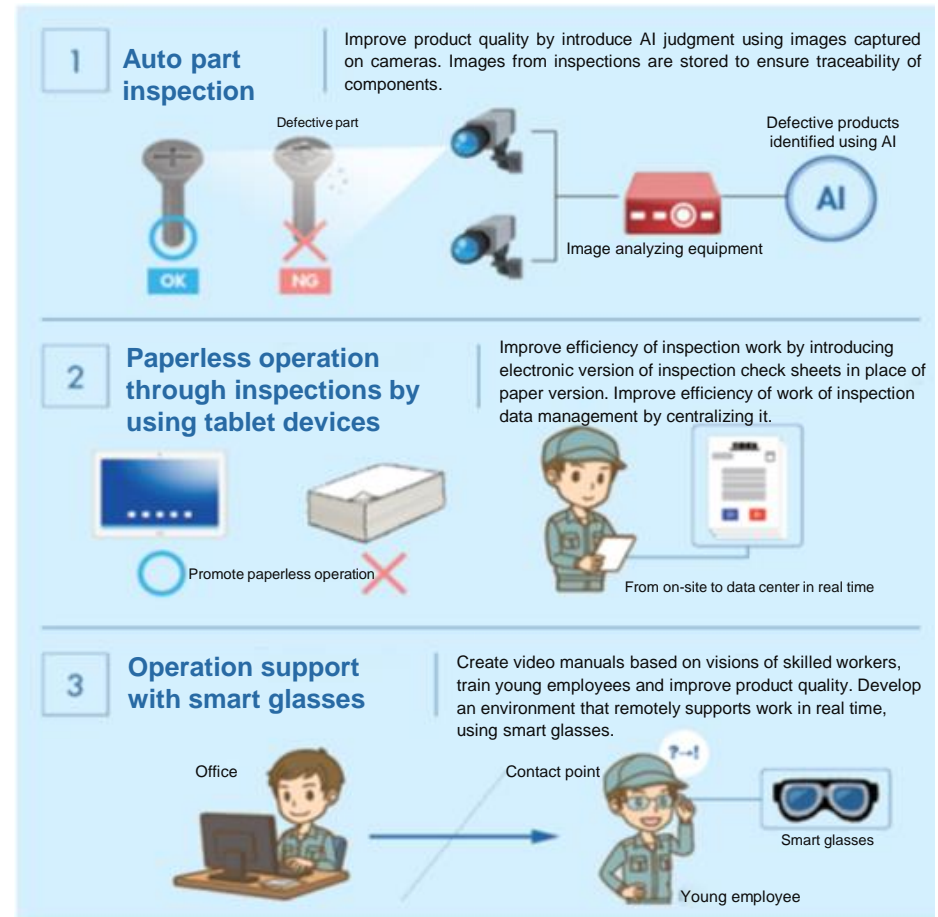 1
Auto part
inspection
Improve product quality by introduce AI judgment using images captured
on cameras. Images from inspections are stored to ensure traceability of
components.
Defective part
Defective products
identified using AI
AI
Image analyzing equipment
OK
NG
2
Paperless operation
through inspections by
using tablet devices
Improve efficiency of inspection work by introducing
electronic version of inspection check sheets in place of
paper version. Improve efficiency of work of inspection
data management by centralizing it.
Promote paperless operation
From on-site to data center in real time
3
Operation support
with smart glasses
Create video manuals based on visions of skilled workers,
train young employees and improve product quality. Develop
an environment that remotely supports work in real time,
using smart glasses.
Office
Contact point
?→!
Smart glasses
Young employee